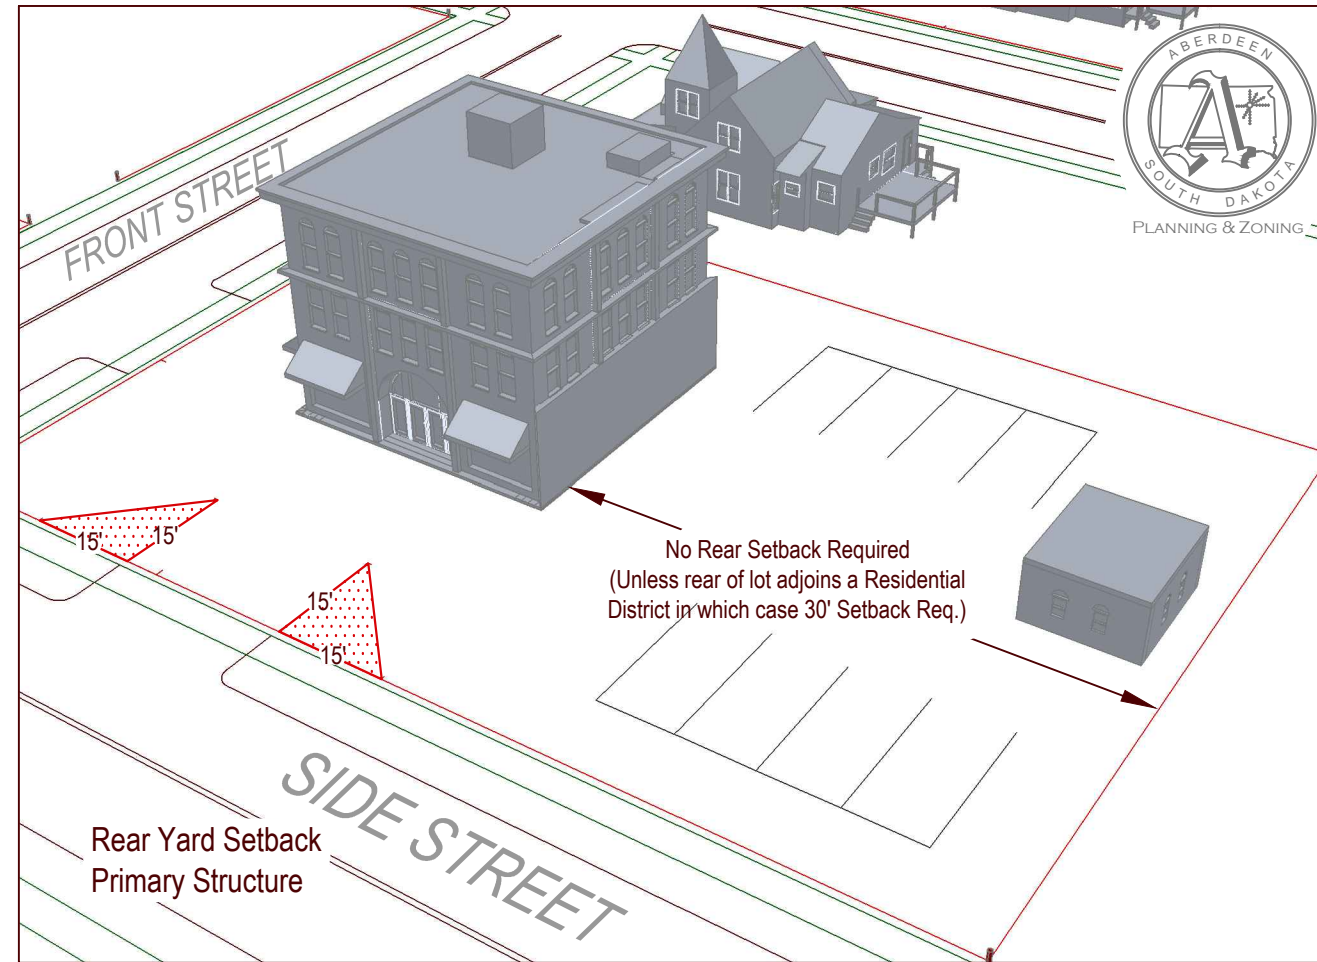 ABERDEEN
A
SOUTH DAKOTA
PLANNING & ZONING
FRONT STREET
15' 15'
No Rear Setback Required
(Unless rear of lot adjoins a Residential
District in which case 30' Setback Req.)
15'
15'
SIDE STREET
Rear Yard Setback
Primary Structure